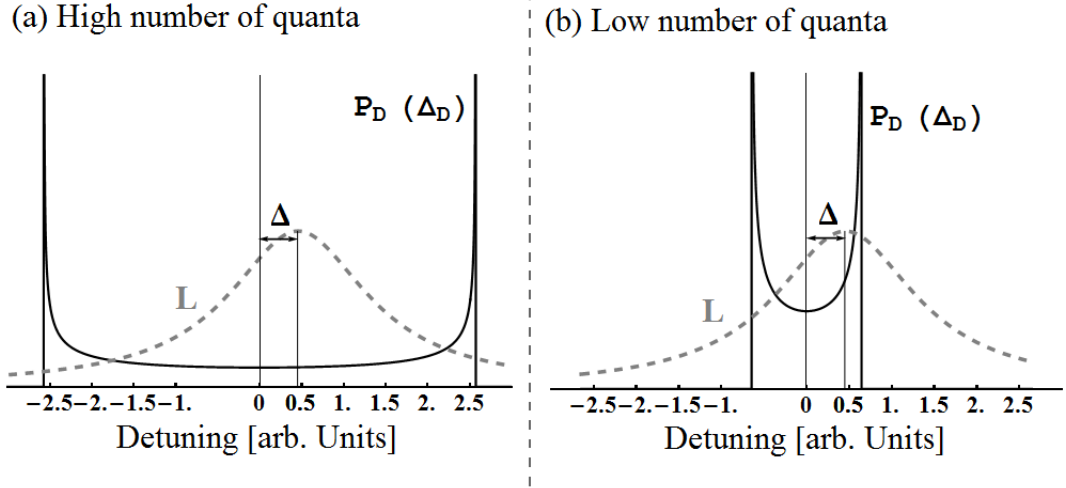 (a) High number of quanta
P_D (Δ_D)
Δ
L
−2.5−2.−1.5−1. 0 0.5 1. 1.5 2. 2.5
Detuning [arb. Units]
(b) Low number of quanta
P_D (Δ_D)
Δ
L
−2.5−2.−1.5−1. 0 0.5 1. 1.5 2. 2.5
Detuning [arb. Units]